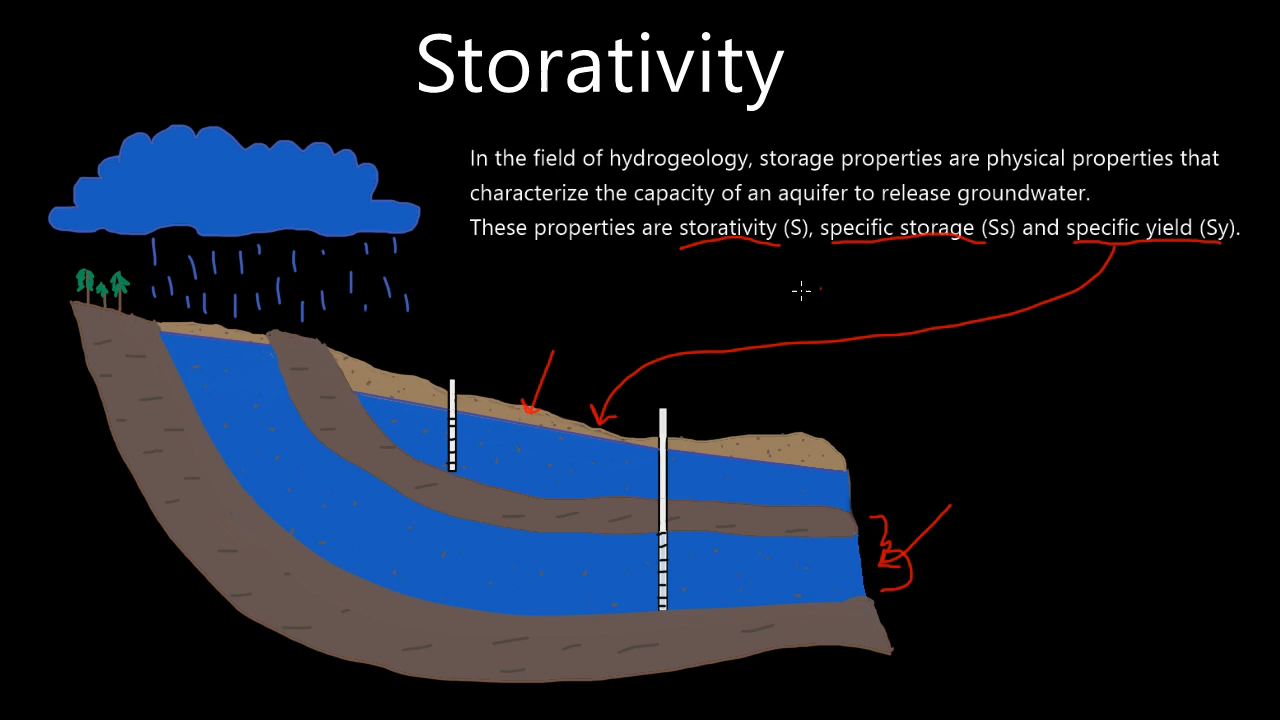 Storativity
In the field of hydrogeology, storage properties are physical properties that
characterize the capacity of an aquifer to release groundwater.
These properties are storativity (S), specific storage (Ss) and specific yield (Sy).